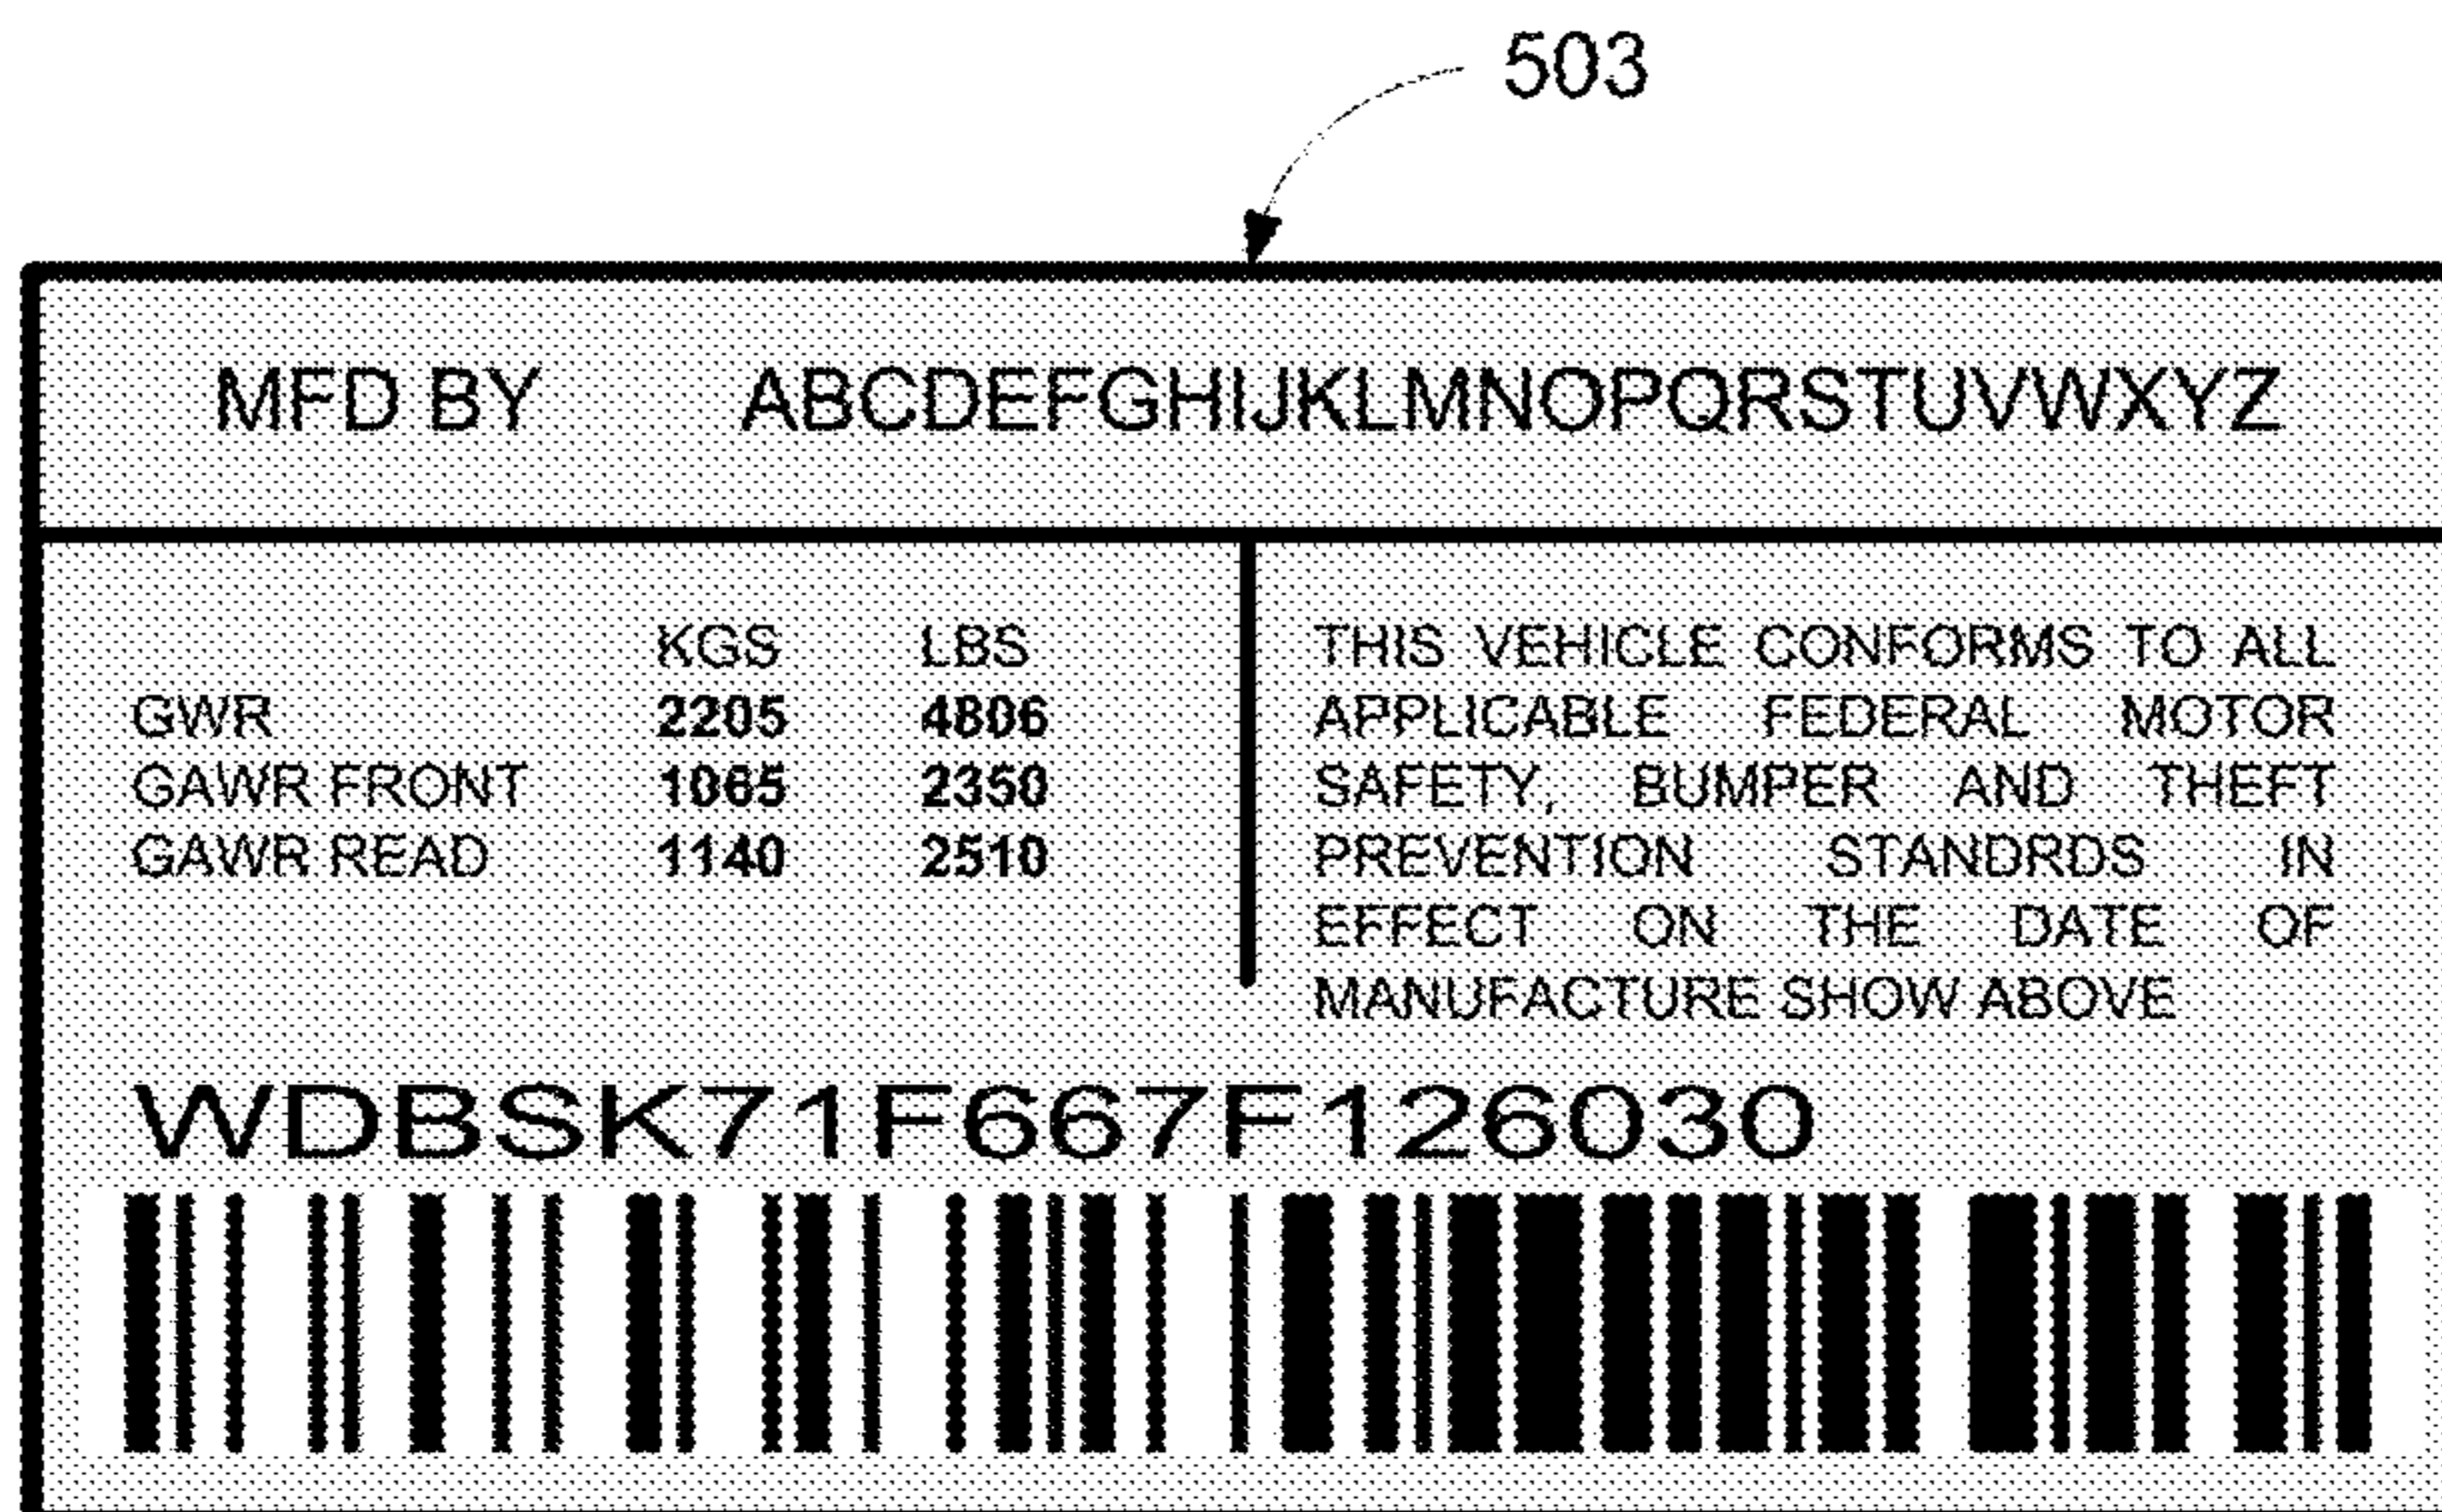 503
MFD BY ABCDEFGHIJKLMNOPQRSTUVWXYZ
KGS LBS
GWR 2205 4806
GAWR FRONT 1065 2350
GAWR READ 1140 2510
THIS VEHICLE CONFORMS TO ALL
APPLICABLE FEDERAL MOTOR
SAFETY, BUMPER AND THEFT
PREVENTION STANDRDS IN
EFFECT ON THE DATE OF
MANUFACTURE SHOW ABOVE
WDBSK71F667F126030